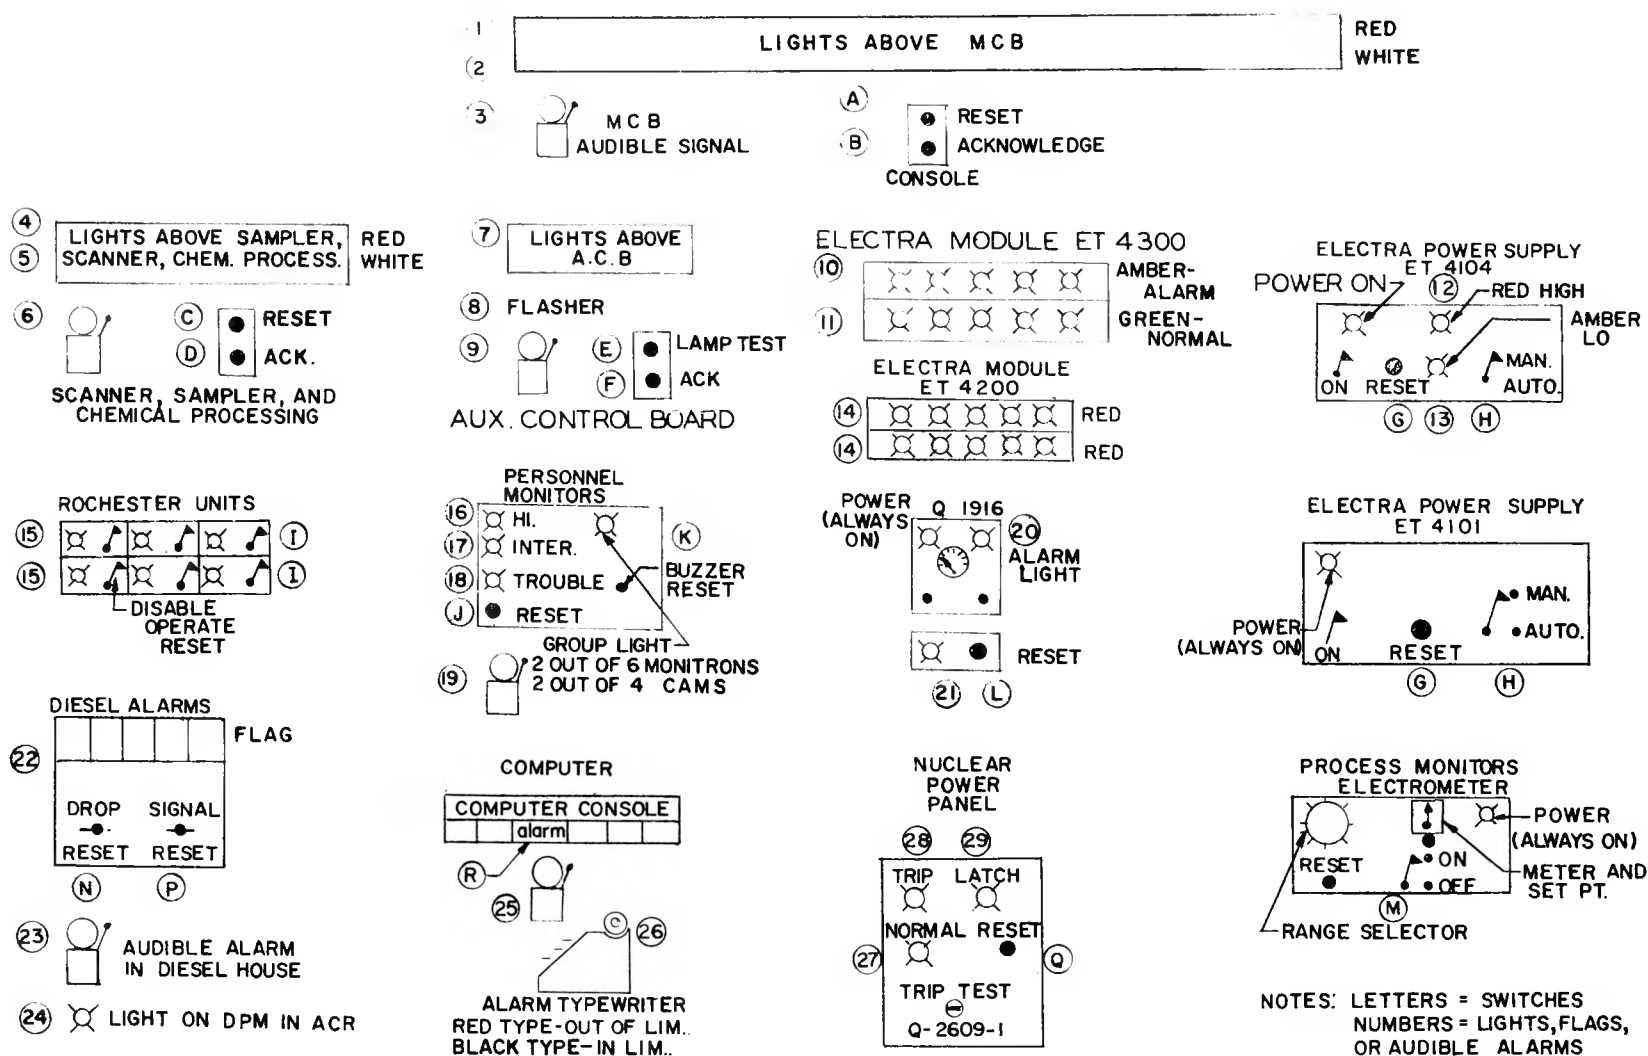 1
LIGHTS ABOVE MCB
RED
2
WHITE
3
MCB
AUDIBLE SIGNAL
A
RESET
B
ACKNOWLEDGE
CONSOLE
4
5
LIGHTS ABOVE SAMPLER,
SCANNER, CHEM. PROCESS.
RED
WHITE
6
C
RESET
D
ACK.
SCANNER, SAMPLER, AND
CHEMICAL PROCESSING
7
LIGHTS ABOVE
A.C.B
8
FLASHER
9
E
LAMP TEST
F
ACK
AUX. CONTROL BOARD
ELECTRA MODULE ET 4300
10
AMBER-
ALARM
11
GREEN-
NORMAL
ELECTRA MODULE
ET 4200
14
RED
14
RED
ELECTRA POWER SUPPLY
ET 4104
POWER ON
12
RED HIGH
AMBER
LO
ON
RESET
MAN.
AUTO.
G
13
H
ROCHESTER UNITS
15
I
15
I
DISABLE
OPERATE
RESET
PERSONNEL
MONITORS
16
HI.
K
17
INTER.
18
TROUBLE
BUZZER
RESET
J
RESET
GROUP LIGHT
2 OUT OF 6 MONITRONS
2 OUT OF 4 CAMS
19
POWER
(ALWAYS
ON)
Q 1916
20
ALARM
LIGHT
RESET
21
L
ELECTRA POWER SUPPLY
ET 4101
POWER
(ALWAYS ON)
ON
RESET
MAN.
AUTO.
G
H
DIESEL ALARMS
FLAG
22
DROP
RESET
SIGNAL
RESET
N
P
23
AUDIBLE ALARM
IN DIESEL HOUSE
24
LIGHT ON DPM IN ACR
COMPUTER
COMPUTER CONSOLE
alarm
R
25
26
ALARM TYPEWRITER
RED TYPE-OUT OF LIM..
BLACK TYPE-IN LIM..
NUCLEAR
POWER
PANEL
28
29
TRIP
LATCH
NORMAL
RESET
27
Q
TRIP TEST
Q-2609-1
PROCESS MONITORS
ELECTROMETER
POWER
(ALWAYS ON)
RESET
ON
OFF
METER AND
SET PT.
M
RANGE SELECTOR
NOTES: LETTERS = SWITCHES
NUMBERS = LIGHTS, FLAGS,
OR AUDIBLE ALARMS